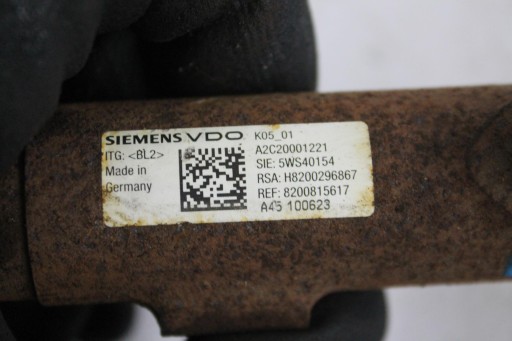 SIEMENS VDO K05_01
ITG: <BL2> A2C20001221
Made in SIE: 5WS40154
Germany RSA: H8200296867
REF: 8200815617
A45 100623